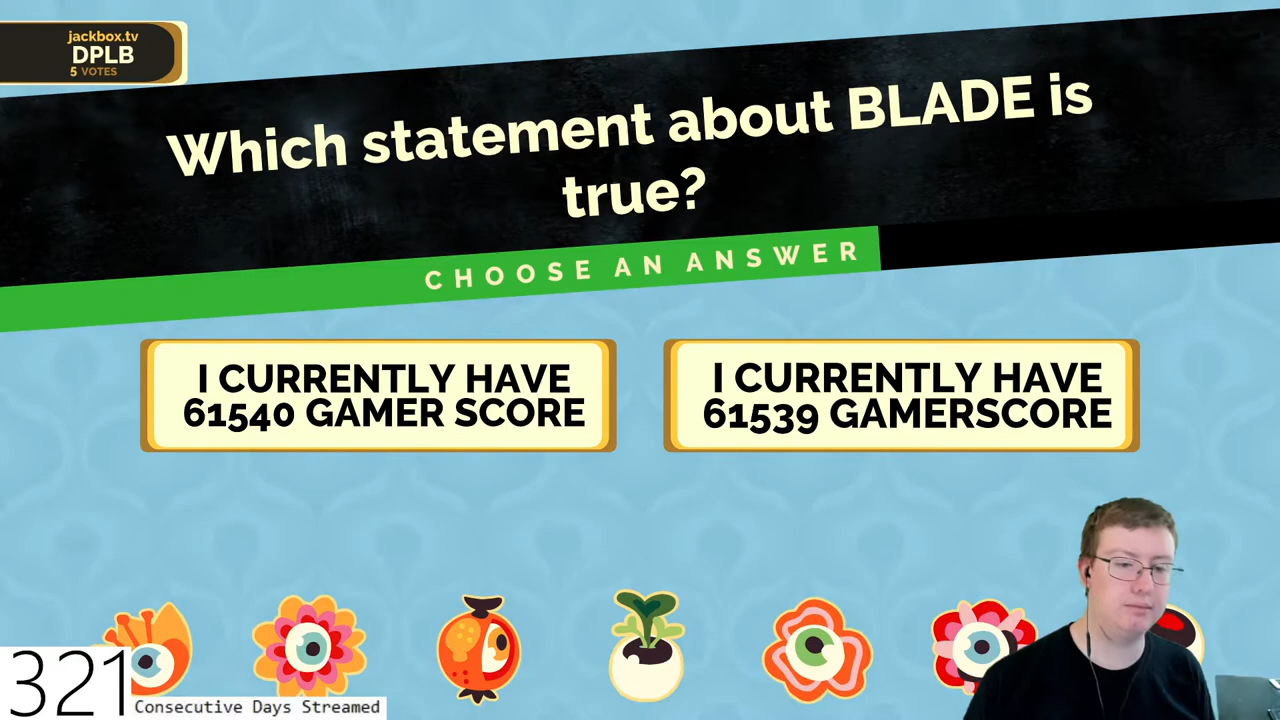 jackbox.tv
DPLB
5 VOTES
Which statement about BLADE is
true?
CHOOSE AN ANSWER
I CURRENTLY HAVE
61540 GAMER SCORE
I CURRENTLY HAVE
61539 GAMERSCORE
321
Consecutive Days Streamed